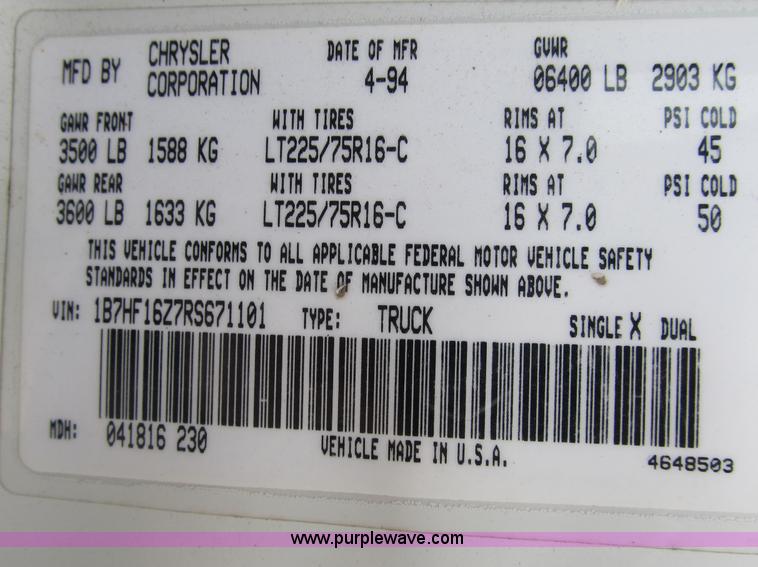 MFD BY CHRYSLER CORPORATION DATE OF MFR 4-94 GVWR 06400 LB 2903 KG
GAWR FRONT WITH TIRES RIMS AT PSI COLD
3500 LB 1588 KG LT225/75R16-C 16 X 7.0 45
GAWR REAR WITH TIRES RIMS AT PSI COLD
3600 LB 1633 KG LT225/75R16-C 16 X 7.0 50
THIS VEHICLE CONFORMS TO ALL APPLICABLE FEDERAL MOTOR VEHICLE SAFETY
STANDARDS IN EFFECT ON THE DATE OF MANUFACTURE SHOWN ABOVE.
VIN: 1B7HF16Z7RS671101 TYPE: TRUCK SINGLE X DUAL
MDH: 041816 230 VEHICLE MADE IN U.S.A. 4648503
www.purplewave.com